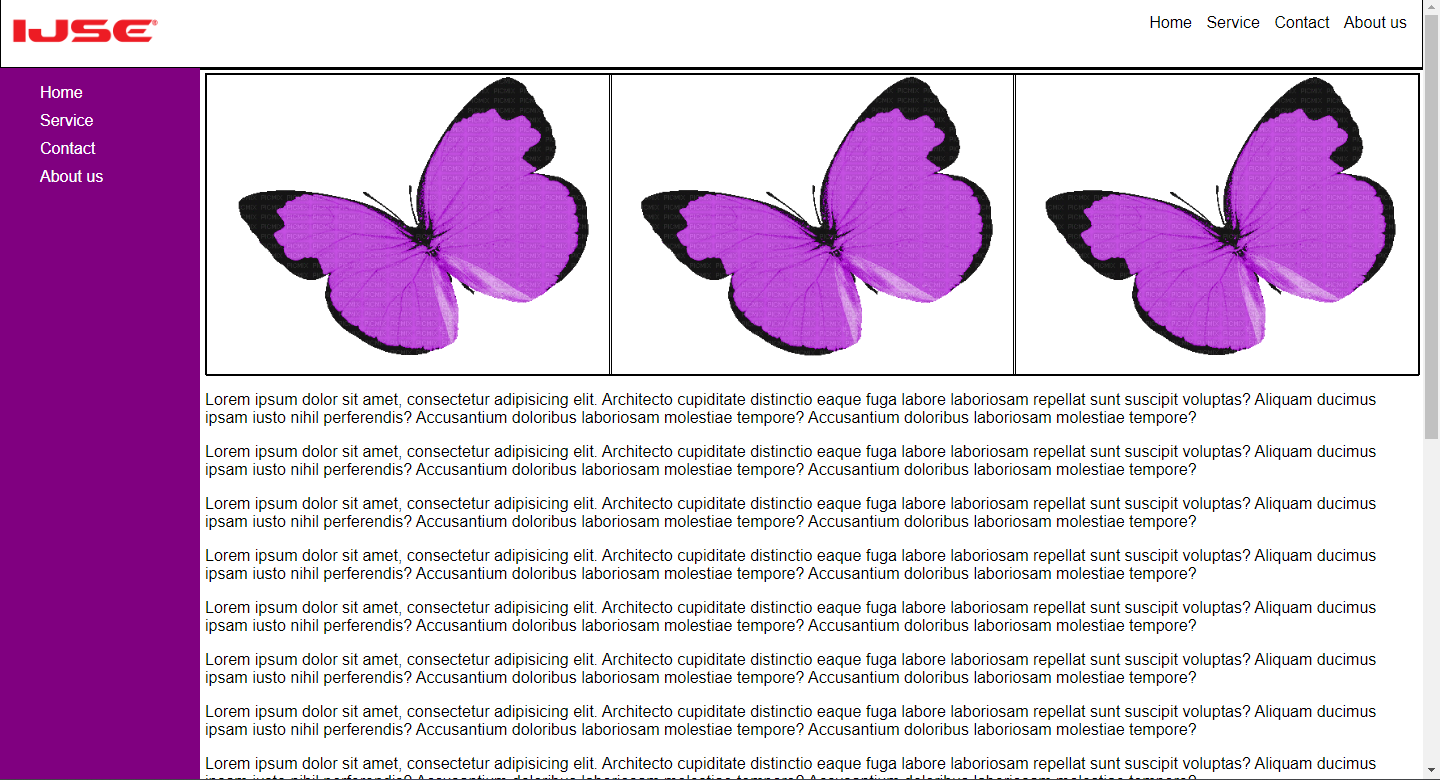 IJSE®
Home Service Contact About us
Home
Service
Contact
About us
Lorem ipsum dolor sit amet, consectetur adipisicing elit. Architecto cupiditate distinctio eaque fuga labore laboriosam repellat sunt suscipit voluptas? Aliquam ducimus
ipsam iusto nihil perferendis? Accusantium doloribus laboriosam molestiae tempore? Accusantium doloribus laboriosam molestiae tempore?
Lorem ipsum dolor sit amet, consectetur adipisicing elit. Architecto cupiditate distinctio eaque fuga labore laboriosam repellat sunt suscipit voluptas? Aliquam ducimus
ipsam iusto nihil perferendis? Accusantium doloribus laboriosam molestiae tempore? Accusantium doloribus laboriosam molestiae tempore?
Lorem ipsum dolor sit amet, consectetur adipisicing elit. Architecto cupiditate distinctio eaque fuga labore laboriosam repellat sunt suscipit voluptas? Aliquam ducimus
ipsam iusto nihil perferendis? Accusantium doloribus laboriosam molestiae tempore? Accusantium doloribus laboriosam molestiae tempore?
Lorem ipsum dolor sit amet, consectetur adipisicing elit. Architecto cupiditate distinctio eaque fuga labore laboriosam repellat sunt suscipit voluptas? Aliquam ducimus
ipsam iusto nihil perferendis? Accusantium doloribus laboriosam molestiae tempore? Accusantium doloribus laboriosam molestiae tempore?
Lorem ipsum dolor sit amet, consectetur adipisicing elit. Architecto cupiditate distinctio eaque fuga labore laboriosam repellat sunt suscipit voluptas? Aliquam ducimus
ipsam iusto nihil perferendis? Accusantium doloribus laboriosam molestiae tempore? Accusantium doloribus laboriosam molestiae tempore?
Lorem ipsum dolor sit amet, consectetur adipisicing elit. Architecto cupiditate distinctio eaque fuga labore laboriosam repellat sunt suscipit voluptas? Aliquam ducimus
ipsam iusto nihil perferendis? Accusantium doloribus laboriosam molestiae tempore? Accusantium doloribus laboriosam molestiae tempore?
Lorem ipsum dolor sit amet, consectetur adipisicing elit. Architecto cupiditate distinctio eaque fuga labore laboriosam repellat sunt suscipit voluptas? Aliquam ducimus
ipsam iusto nihil perferendis? Accusantium doloribus laboriosam molestiae tempore? Accusantium doloribus laboriosam molestiae tempore?
Lorem ipsum dolor sit amet, consectetur adipisicing elit. Architecto cupiditate distinctio eaque fuga labore laboriosam repellat sunt suscipit voluptas? Aliquam ducimus